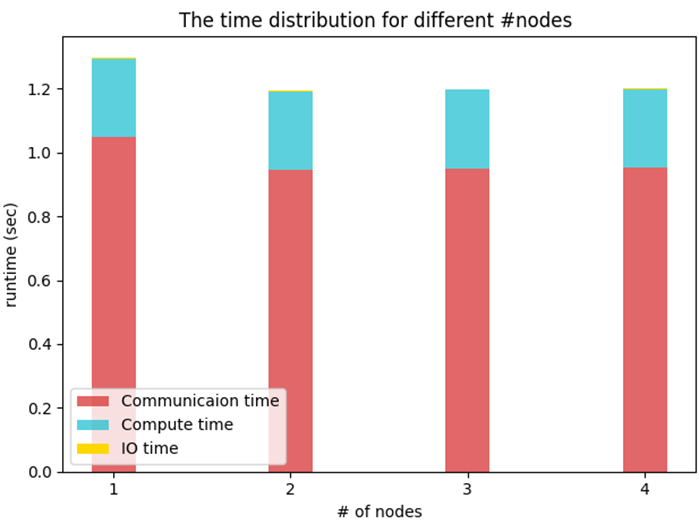 The time distribution for different #nodes
runtime (sec)
1.2
1.0
0.8
0.6
0.4
0.2
0.0
Communicaion time
Compute time
IO time
1 2 3 4
# of nodes